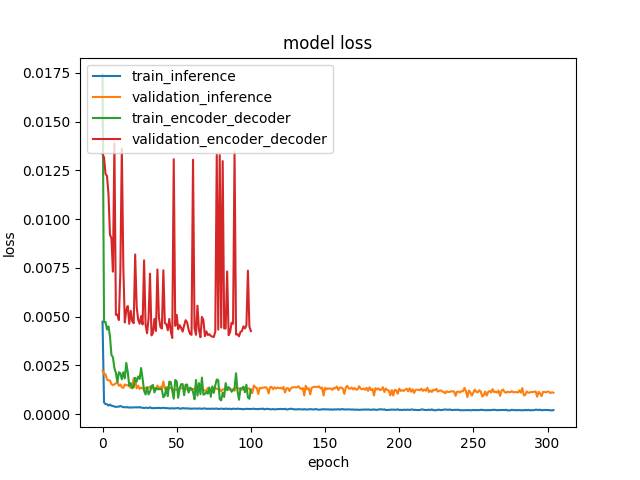 model loss
train_inference
validation_inference
train_encoder_decoder
validation_encoder_decoder
0.0175
0.0150
0.0125
0.0100
0.0075
0.0050
0.0025
0.0000
loss
0 50 100 150 200 250 300
epoch